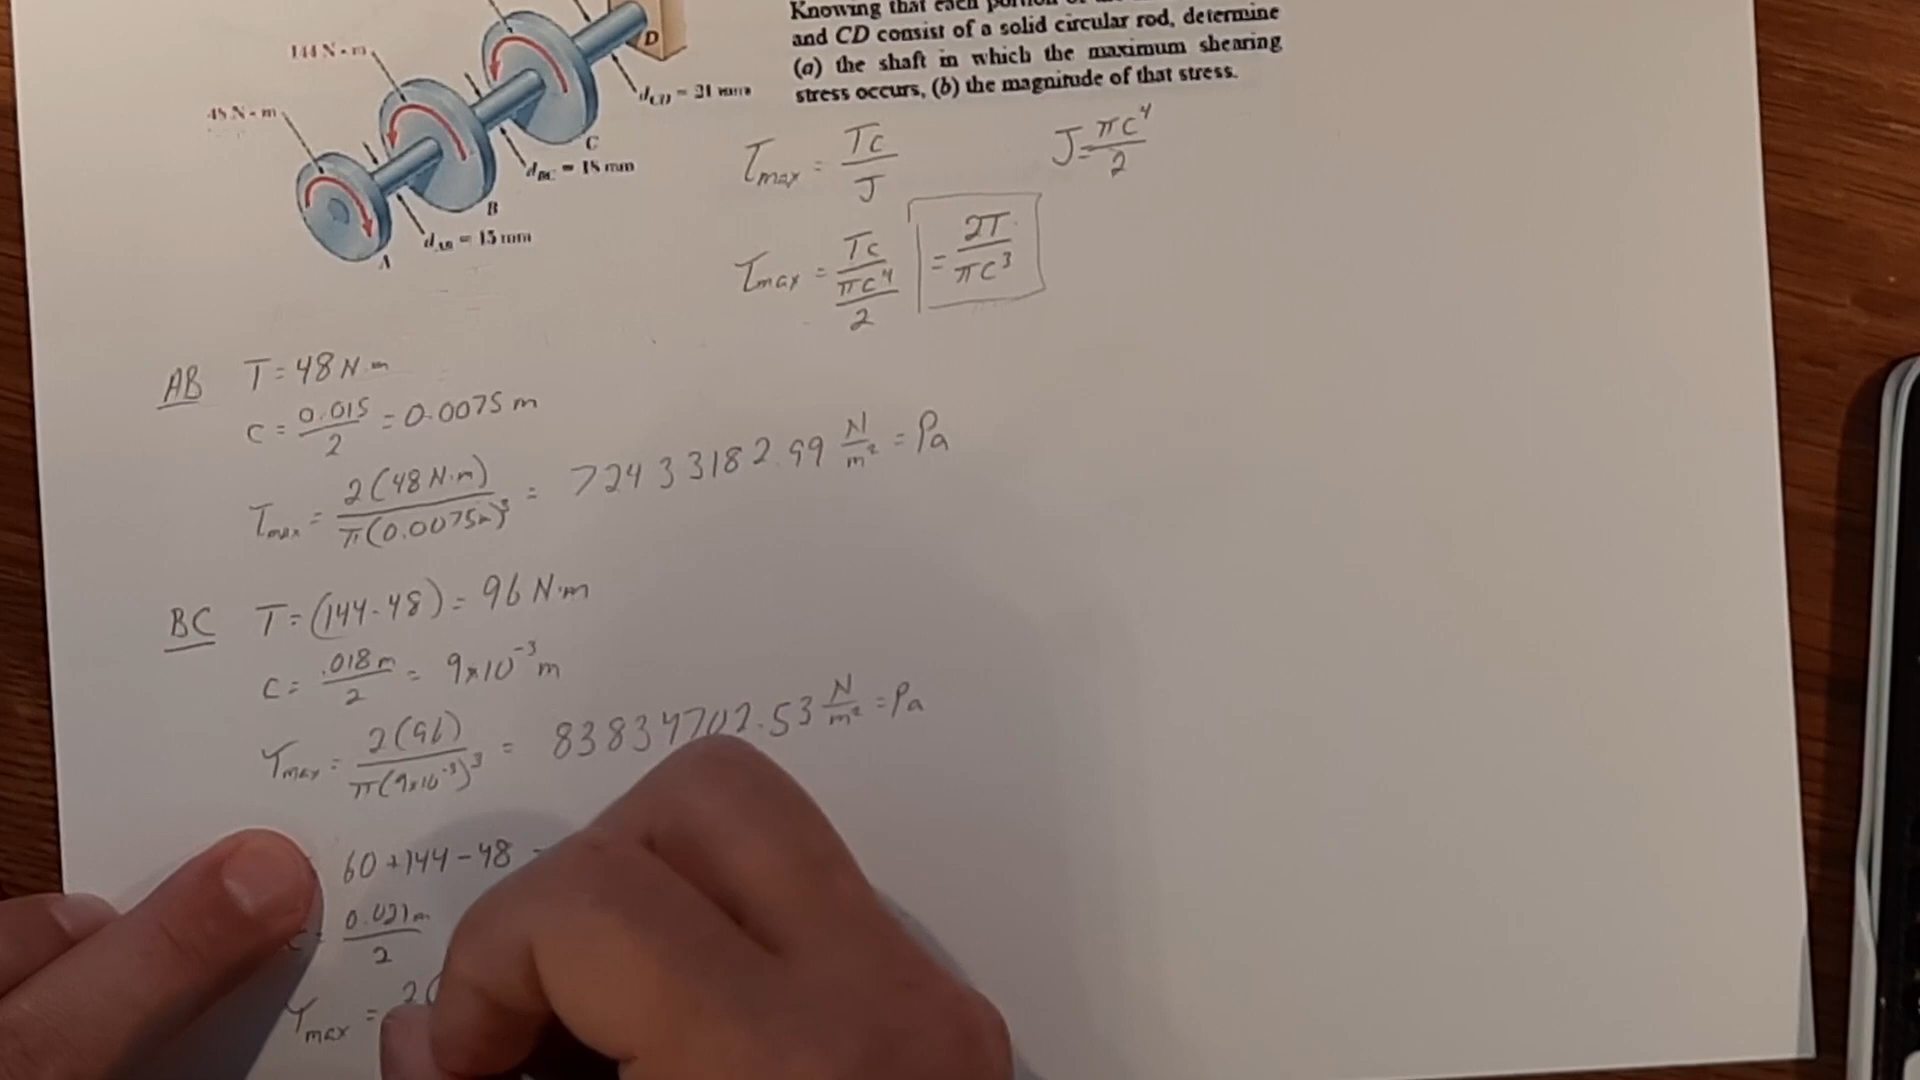 Knowing that each portion of the
and CD consist of a solid circular rod, determine
(a) the shaft in which the maximum shearing
stress occurs, (b) the magnitude of that stress.
144 N·m
48 N·m
D
d_CD = 21 mm
C
d_BC = 18 mm
B
d_AB = 15 mm
A
τmax = Tc/J
J = πc⁴/2
τmax = Tc/(πc⁴/2) = 2T/πc³
AB T = 48 N·m
c = 0.015/2 = 0.0075 m
τmax = 2(48 N·m)/π(0.0075m)³ = 72433182.99 N/m² = Pa
BC T = (144-48) = 96 N·m
c = .018m/2 = 9×10⁻³ m
τmax = 2(96)/π(9×10⁻³)³ = 83834702.53 N/m² = Pa
60+144-48
c = 0.021m/2
τmax = 2(